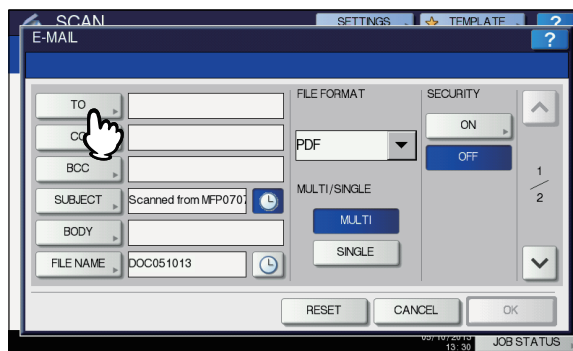 SCAN SETTINGS TEMPLATE ?
E-MAIL ?
TO
FILE FORMAT
SECURITY
ON
OFF
PDF
BCC
SUBJECT Scanned from MFP0707
MULTI/SINGLE
MULTI
SINGLE
BODY
FILE NAME DOC051013
1
2
RESET CANCEL OK
13:30 JOB STATUS